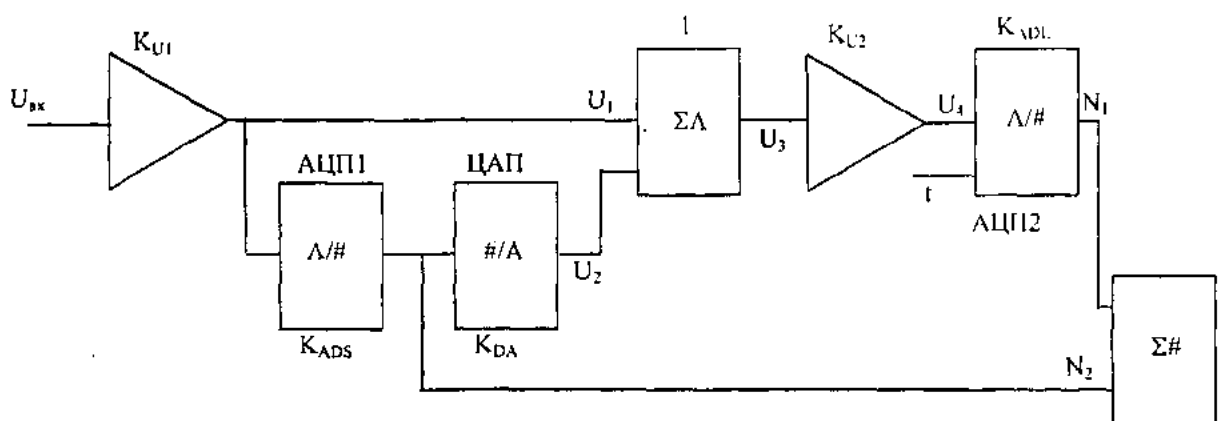 K_U1
1
K_U2
K_ADL
U_вх
U_1
ΣA
U_3
U_4
A/#
N_1
АЦП1
ЦАП
t
АЦП2
A/#
#/A
U_2
K_ADS
K_DA
Σ#
N_2